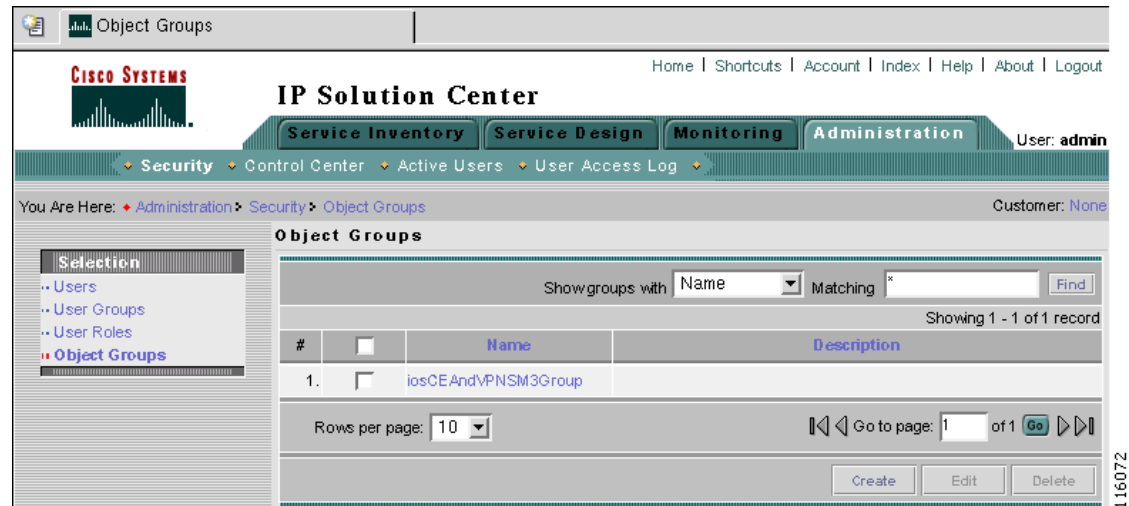 Object Groups
CISCO SYSTEMS
Home | Shortcuts | Account | Index | Help | About | Logout
IP Solution Center
Service Inventory Service Design Monitoring Administration
User: admin
Security Control Center Active Users User Access Log
You Are Here: Administration Security Object Groups
Customer: None
Object Groups
Selection
Users
User Groups
User Roles
Object Groups
Show groups with Name Matching * Find
Showing 1 - 1 of 1 record
# Name Description
1. iosCEAndVPNSM3Group
Rows per page: 10
Go to page: 1 of 1 Go
Create Edit Delete
116072